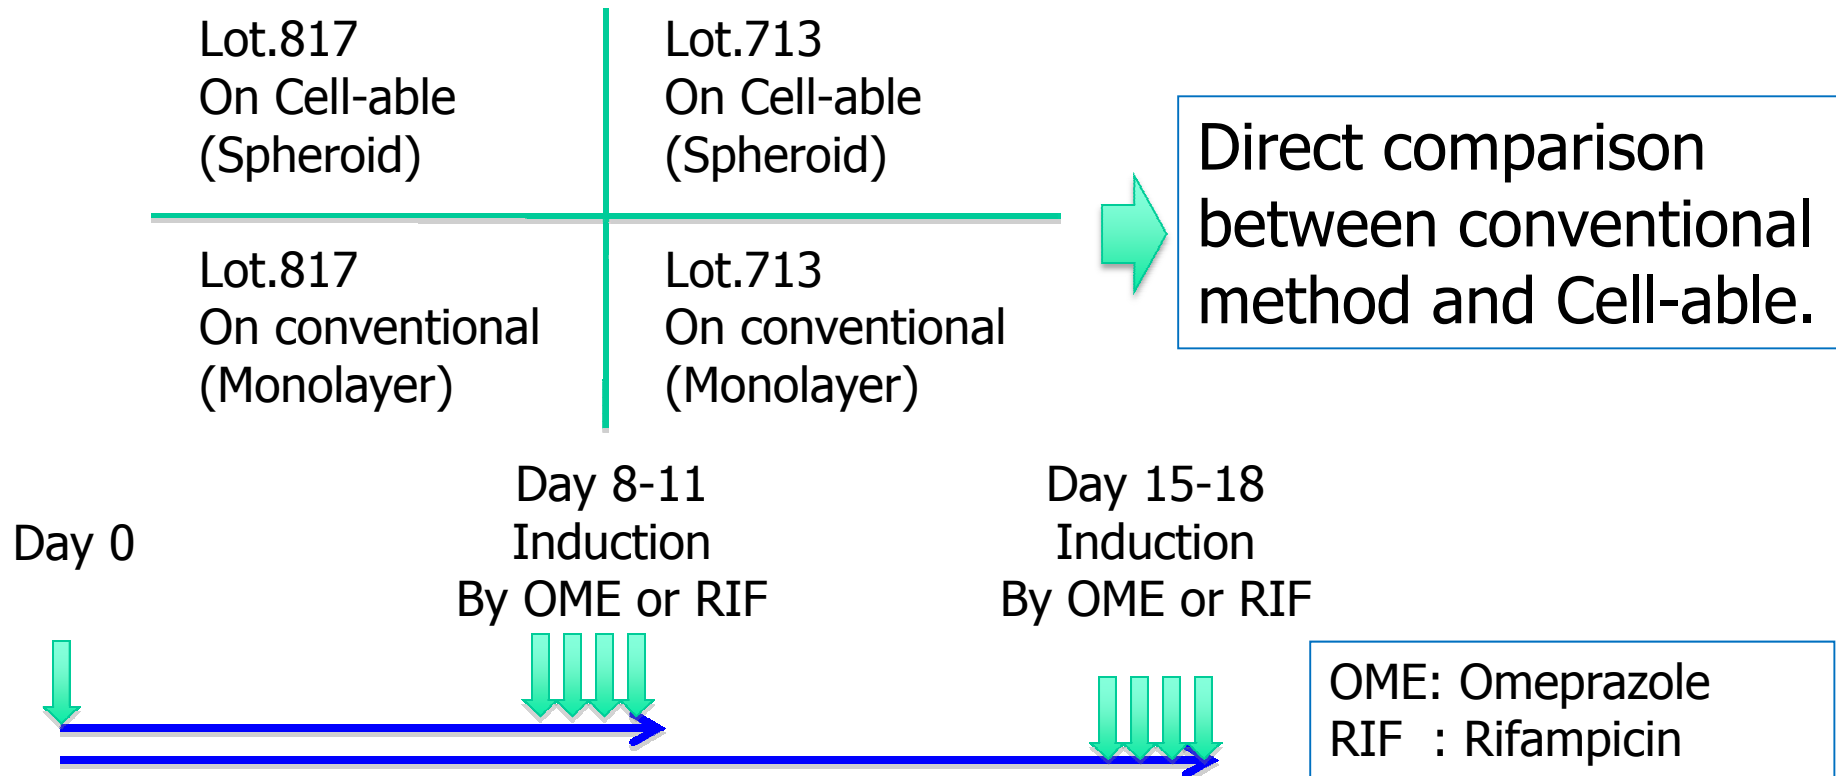 Lot.817
On Cell-able
(Spheroid)
Lot.713
On Cell-able
(Spheroid)
Lot.817
On conventional
(Monolayer)
Lot.713
On conventional
(Monolayer)
Direct comparison
between conventional
method and Cell-able.
Day 0
Day 8-11
Induction
By OME or RIF
Day 15-18
Induction
By OME or RIF
OME: Omeprazole
RIF : Rifampicin